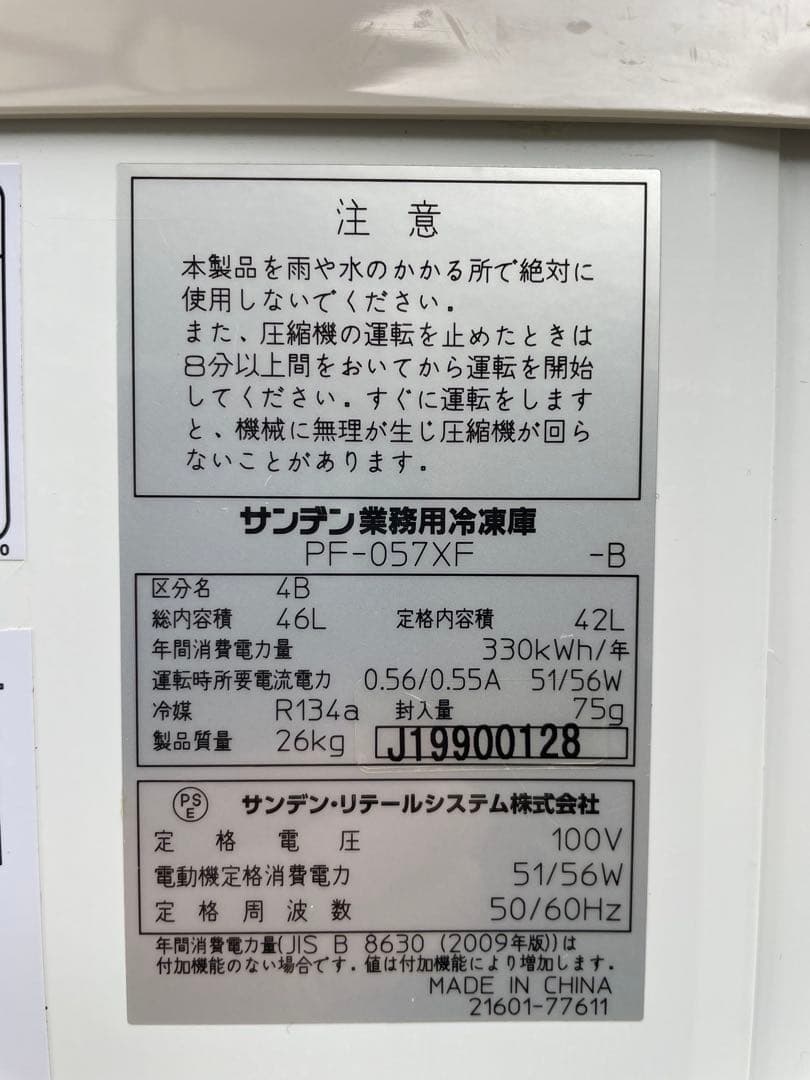 注 意
本製品を雨や水のかかる所で絶対に
使用しないでください。
また、圧縮機の運転を止めたときは
8分以上間をおいてから運転を開始
してください。すぐに運転をします
と、機械に無理が生じ圧縮機が回ら
ないことがあります。
サンデン業務用冷凍庫
PF-057XF -B
区分名 4B
総内容積 46L 定格内容積 42L
年間消費電力量 330kWh/年
運転時所要電流電力 0.56/0.55A 51/56W
冷媒 R134a 封入量 75g
製品質量 26kg J19900128
PSE サンデン・リテールシステム株式会社
定格電圧 100V
電動機定格消費電力 51/56W
定格周波数 50/60Hz
年間消費電力量(JIS B 8630 (2009年版))は
付加機能のない場合です。値は付加機能により増加します。
MADE IN CHINA
21601-77611